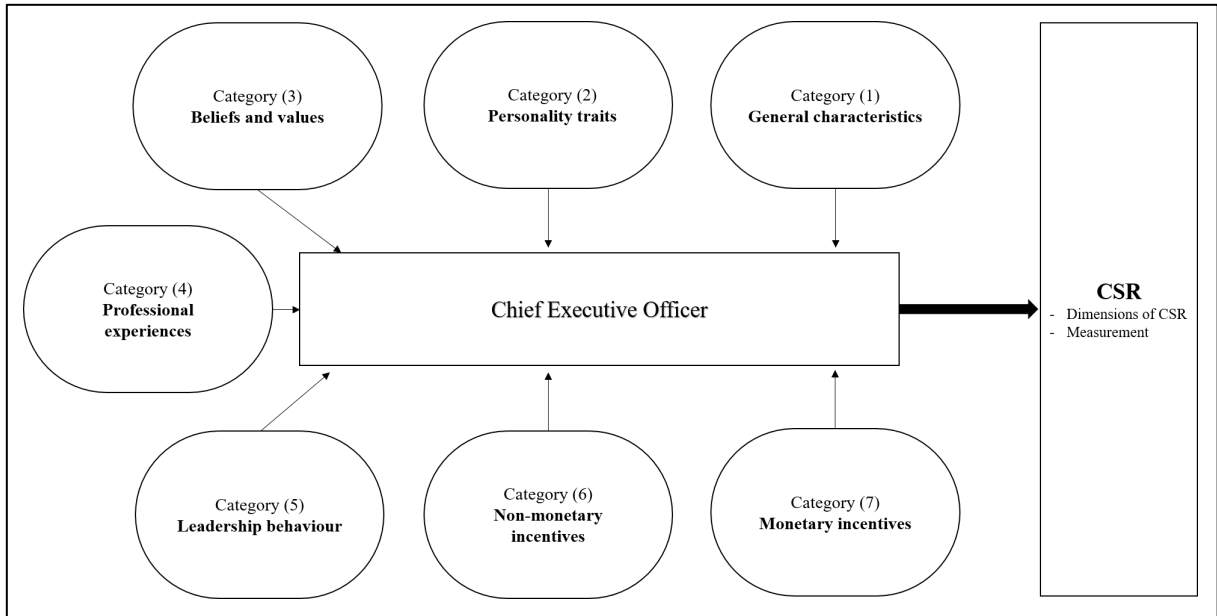 Category (3)
Beliefs and values
Category (2)
Personality traits
Category (1)
General characteristics
Category (4)
Professional
experiences
Chief Executive Officer
CSR
- Dimensions of CSR
- Measurement
Category (5)
Leadership behaviour
Category (6)
Non-monetary
incentives
Category (7)
Monetary incentives